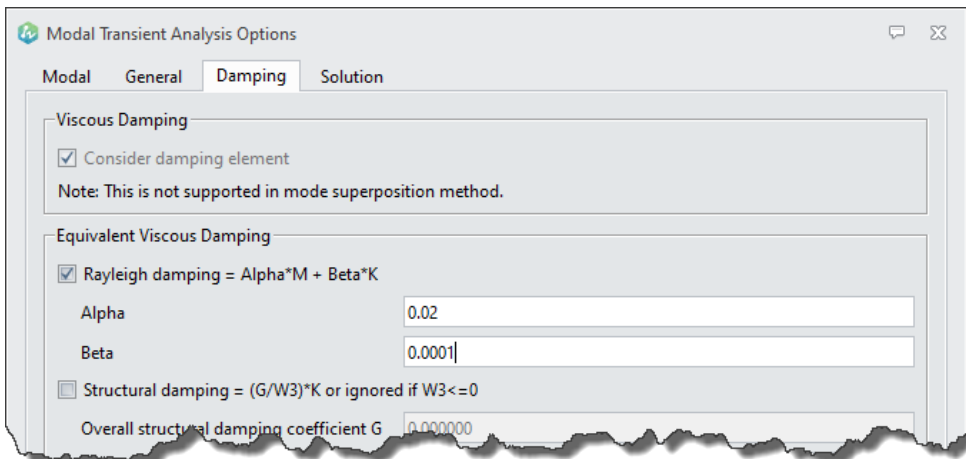 Modal Transient Analysis Options
Modal General Damping Solution
Viscous Damping
Consider damping element
Note: This is not supported in mode superposition method.
Equivalent Viscous Damping
Rayleigh damping = Alpha*M + Beta*K
Alpha 0.02
Beta 0.0001
Structural damping = (G/W3)*K or ignored if W3<=0
Overall structural damping coefficient G 0.000000